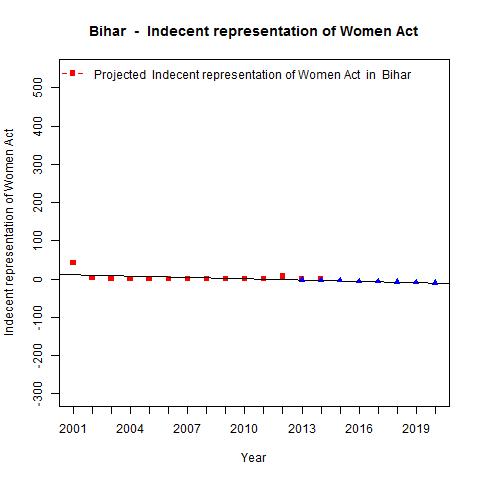 Bihar - Indecent representation of Women Act
Projected Indecent representation of Women Act in Bihar
Indecent representation of Women Act
500
400
300
200
100
0
-100
-200
-300
2001 2004 2007 2010 2013 2016 2019
Year